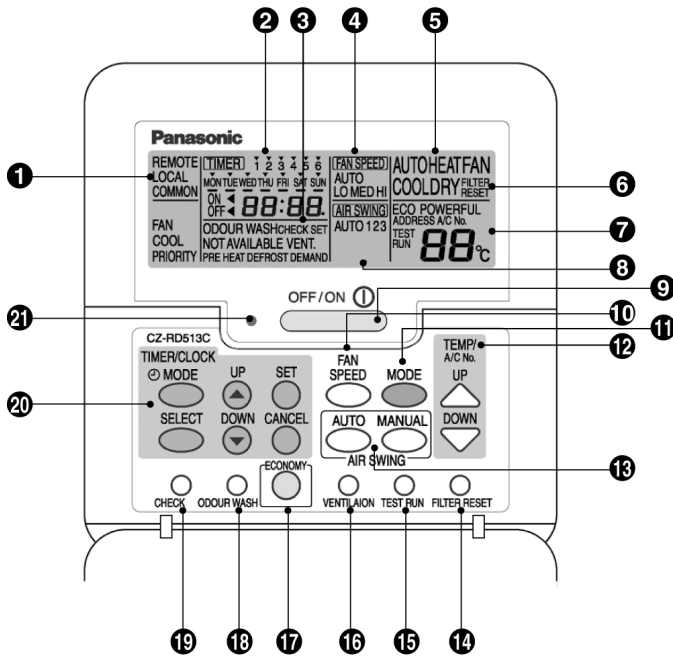 2 3 4 5
Panasonic
1
REMOTE
LOCAL
COMMON
FAN
COOL
PRIORITY
TIMER 1 2 3 4 5 6
MON TUE WED THU FRI SAT SUN
ON
OFF
88:88.
ODOUR WASH CHECK SET
NOT AVAILABLE VENT.
PRE HEAT DEFROST DEMAND
FAN SPEED
AUTO
LO MED HI
AIR SWING
AUTO 1 2 3
AUTO HEAT FAN
COOL DRY FILTER
RESET
ECO POWERFUL
ADDRESS A/C No.
TEST
RUN
88°C
6
7
8
OFF/ON
9
10
11
12
21
CZ-RD513C
TIMER/CLOCK
MODE UP SET
SELECT DOWN CANCEL
20
FAN
SPEED
MODE
AUTO MANUAL
AIR SWING
TEMP/
A/C No.
UP
DOWN
13
ECONOMY
CHECK ODOUR WASH VENTILAION TEST RUN FILTER RESET
19 18 17 16 15 14